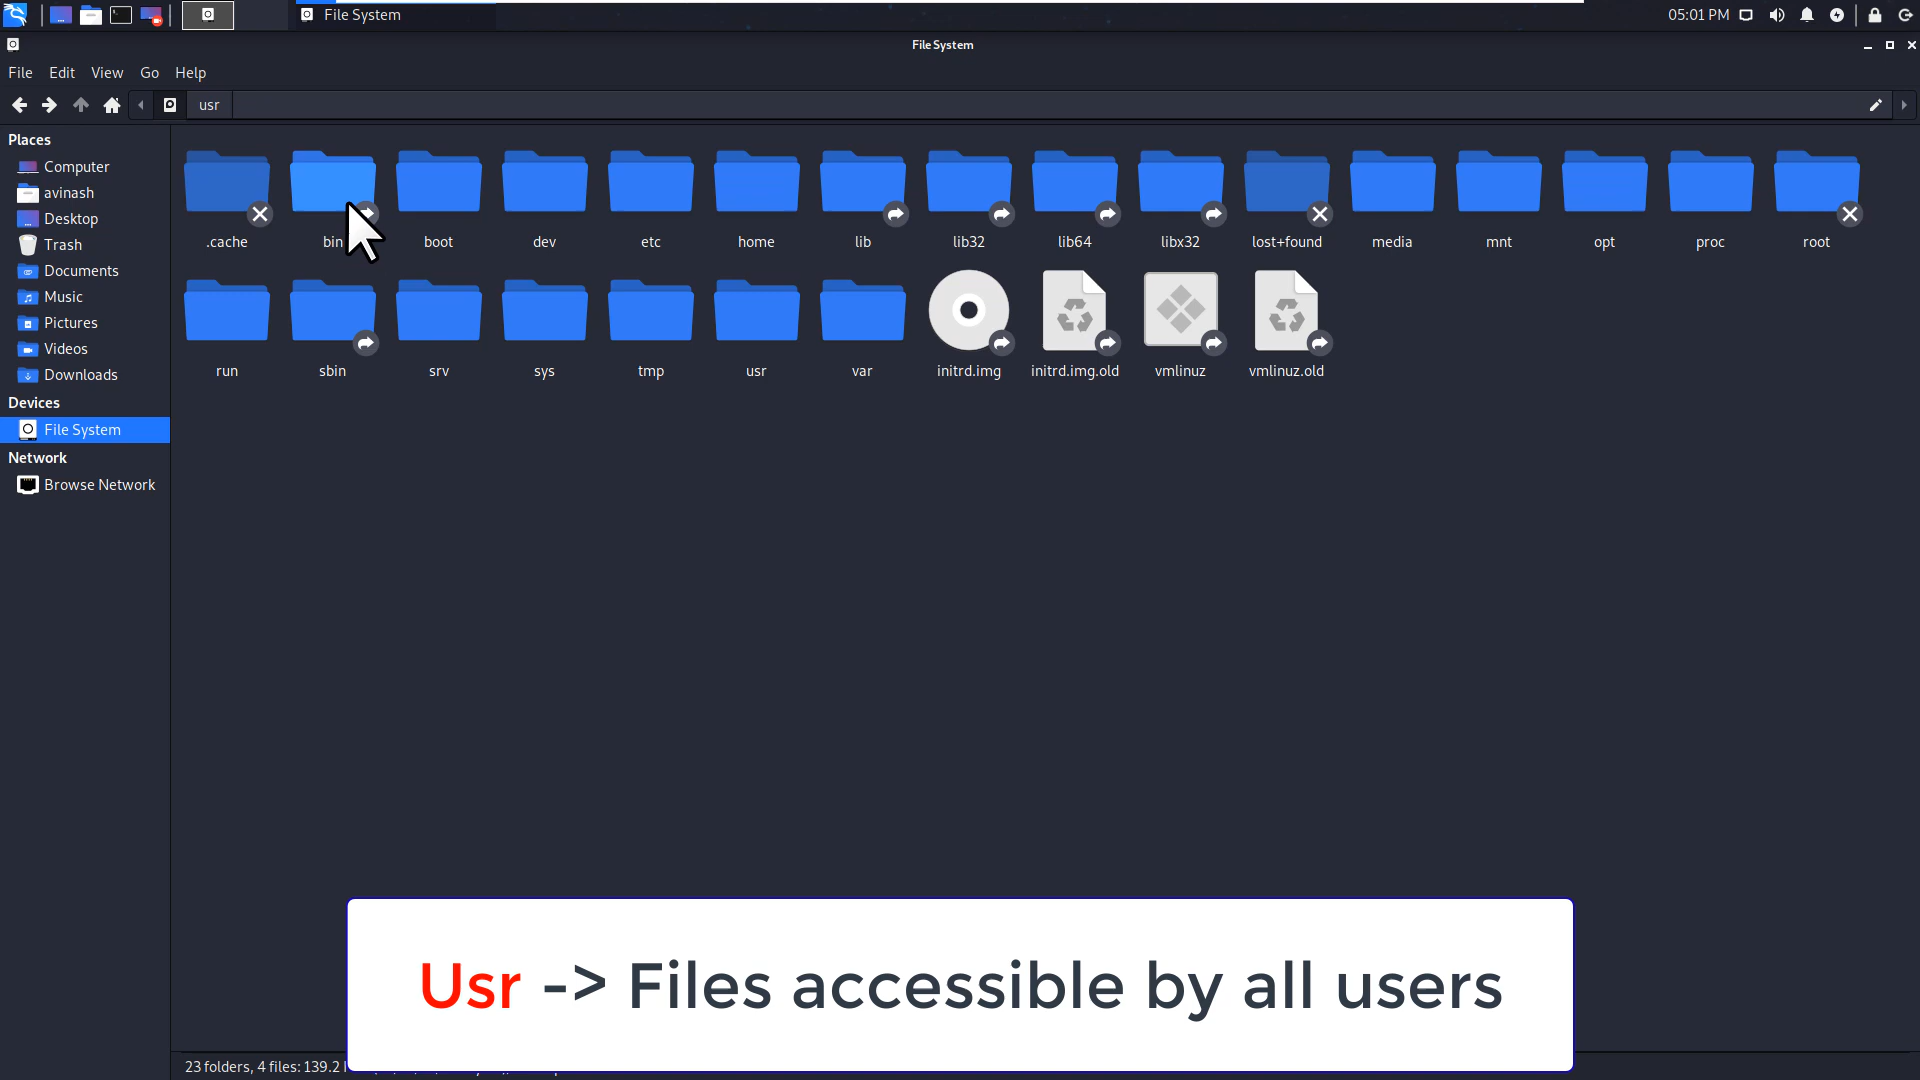 File System
05:01 PM
File System
File Edit View Go Help
usr
Places
Computer
avinash
Desktop
Trash
Documents
Music
Pictures
Videos
Downloads
Devices
File System
Network
Browse Network
.cache bin boot dev etc home lib lib32 lib64 libx32 lost+found media mnt opt proc root
run sbin srv sys tmp usr var initrd.img initrd.img.old vmlinuz vmlinuz.old
Usr -> Files accessible by all users
23 folders, 4 files: 139.2